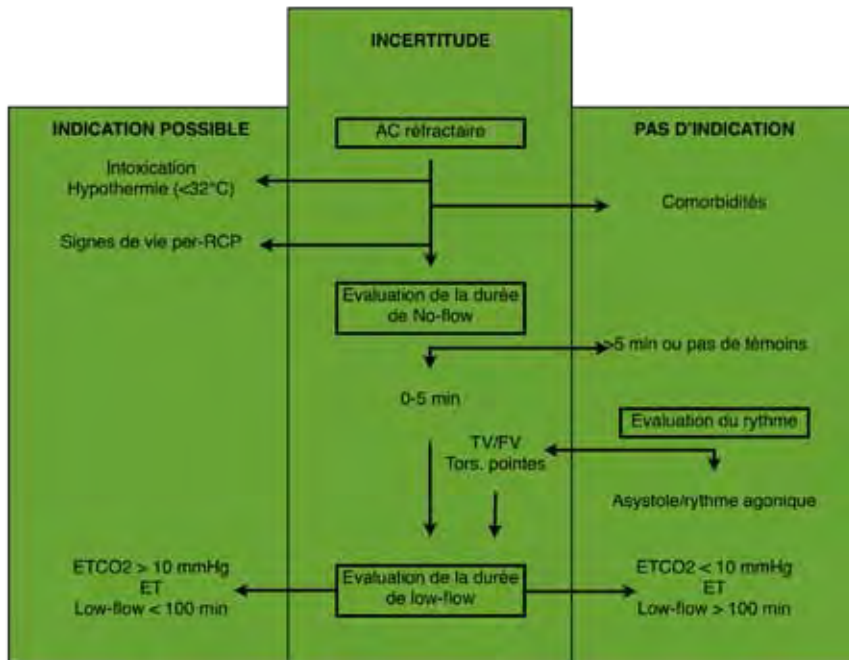 INCERTITUDE
INDICATION POSSIBLE
AC réfractaire
PAS D'INDICATION
Intoxication
Hypothermie (<32°C)
Comorbidités
Signes de vie per-RCP
Evaluation de la durée
de No-flow
>5 min ou pas de témoins
0-5 min
Evaluation du rythme
TV/FV
Tors. pointes
Asystole/rythme agonique
ETCO2 > 10 mmHg
ET
Low-flow < 100 min
Evaluation de la durée
de low-flow
ETCO2 < 10 mmHg
ET
Low-flow > 100 min